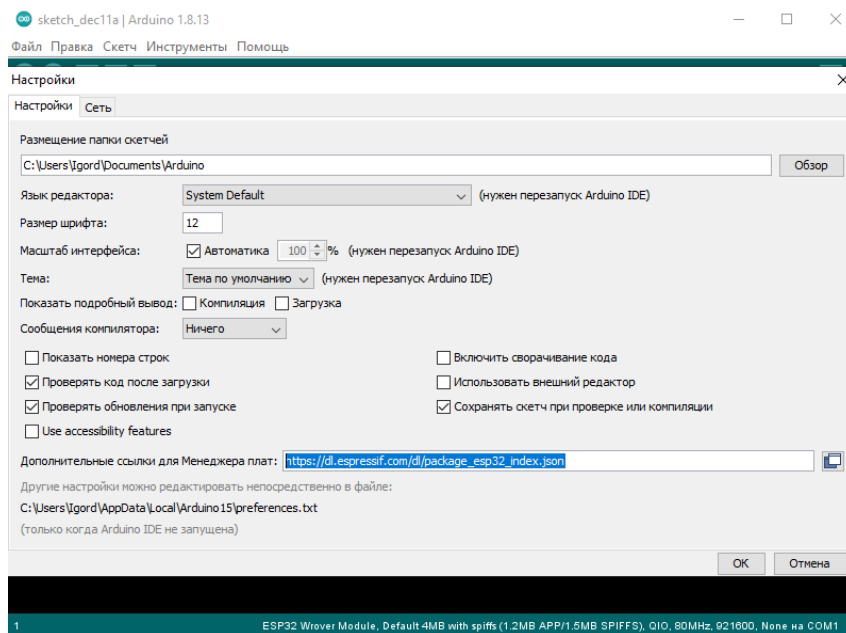 sketch_dec11a | Arduino 1.8.13
Файл Правка Скетч Инструменты Помощь
Настройки
Настройки Сеть
Размещение папки скетчей
C:\Users\Igord\Documents\Arduino Обзор
Язык редактора: System Default (нужен перезапуск Arduino IDE)
Размер шрифта: 12
Масштаб интерфейса: Автоматика 100 % (нужен перезапуск Arduino IDE)
Тема: Тема по умолчанию (нужен перезапуск Arduino IDE)
Показать подробный вывод: Компиляция Загрузка
Сообщения компилятора: Ничего
Показать номера строк Включить сворачивание кода
Проверять код после загрузки Использовать внешний редактор
Проверять обновления при запуске Сохранять скетч при проверке или компиляции
Use accessibility features
Дополнительные ссылки для Менеджера плат: https://dl.espressif.com/dl/package_esp32_index.json
Другие настройки можно редактировать непосредственно в файле:
C:\Users\Igord\AppData\Local\Arduino15\preferences.txt
(только когда Arduino IDE не запущена)
OK Отмена
1 ESP32 Wrover Module, Default 4MB with spiffs (1.2MB APP/1.5MB SPIFFS), QIO, 80MHz, 921600, None на COM1